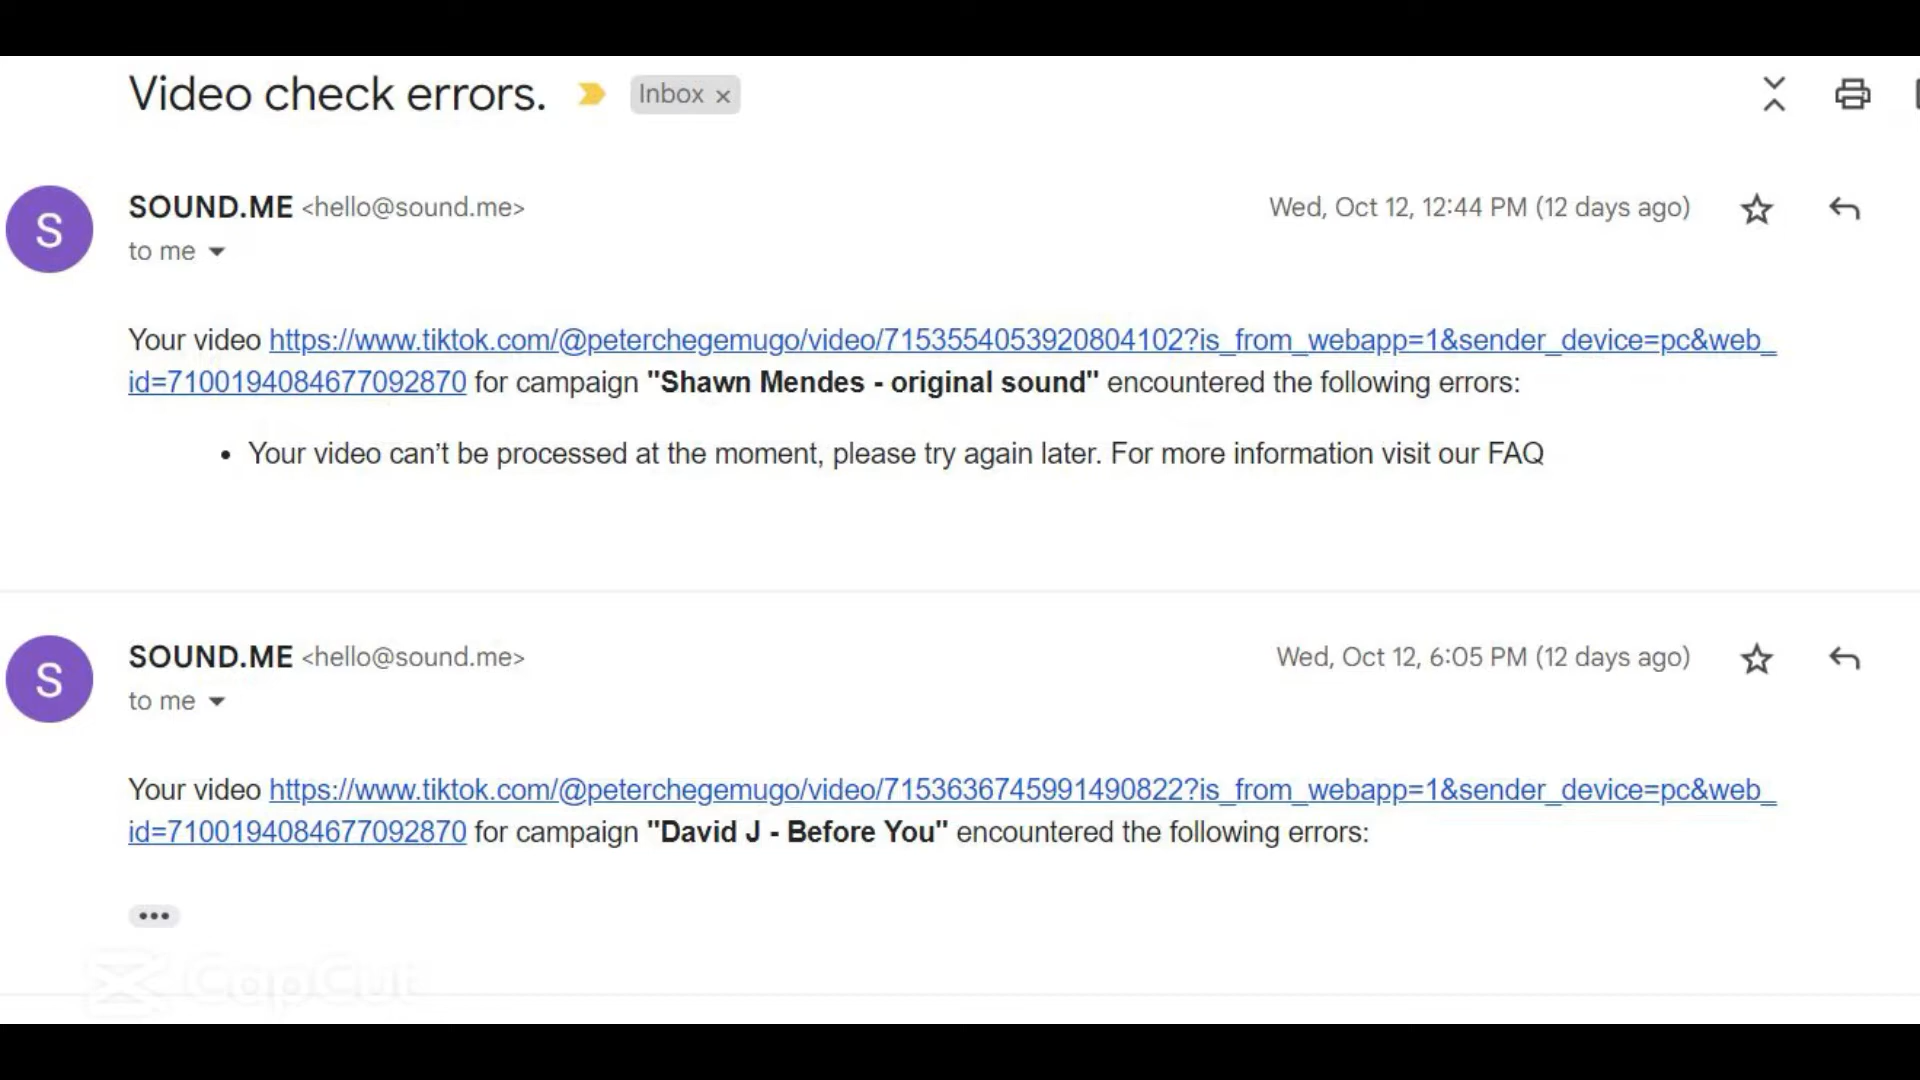 Video check errors.
Inbox ×
S
SOUND.ME <hello@sound.me>
Wed, Oct 12, 12:44 PM (12 days ago)
to me
Your video https://www.tiktok.com/@peterchegemugo/video/7153554053920804102?is_from_webapp=1&sender_device=pc&web_
id=7100194084677092870 for campaign "Shawn Mendes - original sound" encountered the following errors:
• Your video can’t be processed at the moment, please try again later. For more information visit our FAQ
S
SOUND.ME <hello@sound.me>
Wed, Oct 12, 6:05 PM (12 days ago)
to me
Your video https://www.tiktok.com/@peterchegemugo/video/7153636745991490822?is_from_webapp=1&sender_device=pc&web_
id=7100194084677092870 for campaign "David J - Before You" encountered the following errors:
•••
CapCut